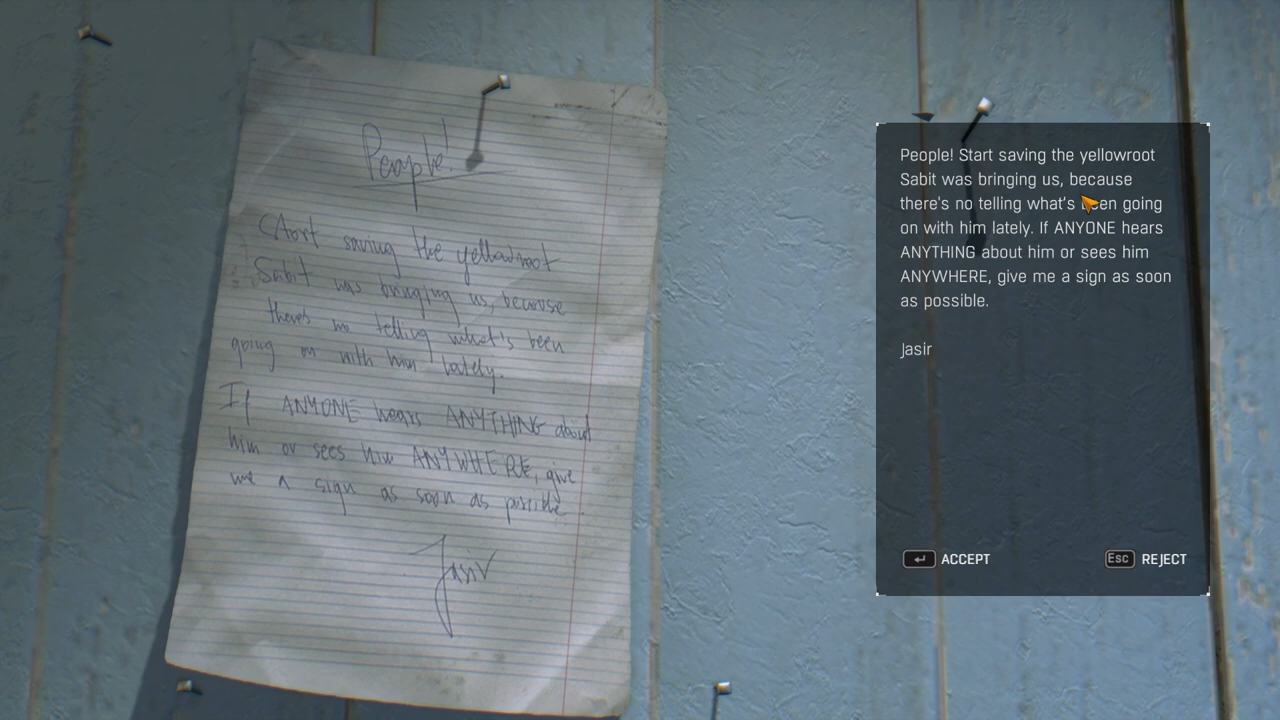 People!
Start saving the yellowroot
Sabit was bringing us, because
there's no telling what's been
going on with him lately.
If ANYONE hears ANYTHING about
him or sees him ANYWHERE, give
me a sign as soon as possible.
Jasir
People! Start saving the yellowroot
Sabit was bringing us, because
there's no telling what's been going
on with him lately. If ANYONE hears
ANYTHING about him or sees him
ANYWHERE, give me a sign as soon
as possible.
Jasir
ACCEPT
Esc REJECT